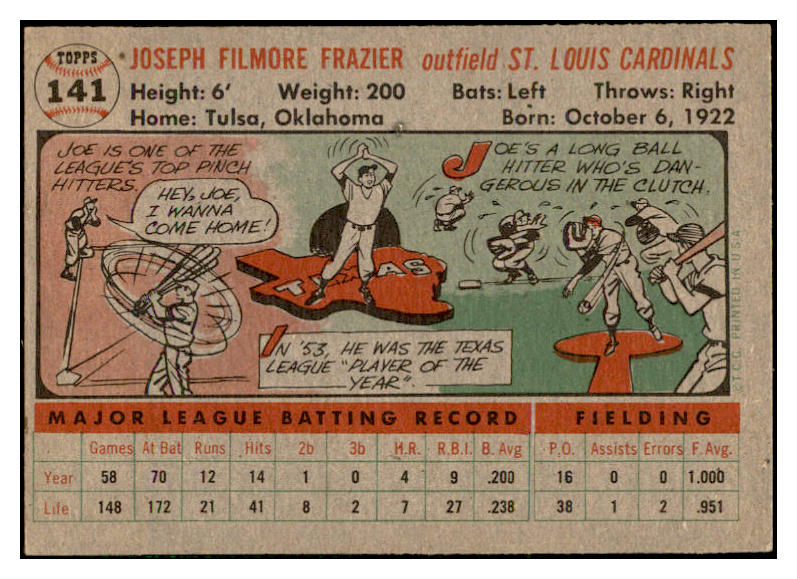 TOPPS
141
JOSEPH FILMORE FRAZIER outfield ST. LOUIS CARDINALS
Height: 6' Weight: 200 Bats: Left Throws: Right
Home: Tulsa, Oklahoma Born: October 6, 1922
JOE IS ONE OF THE
LEAGUE'S TOP PINCH
HITTERS.
HEY, JOE,
I WANNA
COME HOME!
TEXAS
IN '53, HE WAS THE TEXAS
LEAGUE "PLAYER OF THE
YEAR".
JOE'S A LONG BALL
HITTER WHO'S DAN-
GEROUS IN THE CLUTCH.
© T.C.G. PRINTED IN U.S.A.
MAJOR LEAGUE BATTING RECORD FIELDING
Games At Bat Runs Hits 2b 3b H.R. R.B.I. B. Avg P.O. Assists Errors F. Avg.
Year 58 70 12 14 1 0 4 9 .200 16 0 0 1.000
Life 148 172 21 41 8 2 7 27 .238 38 1 2 .951